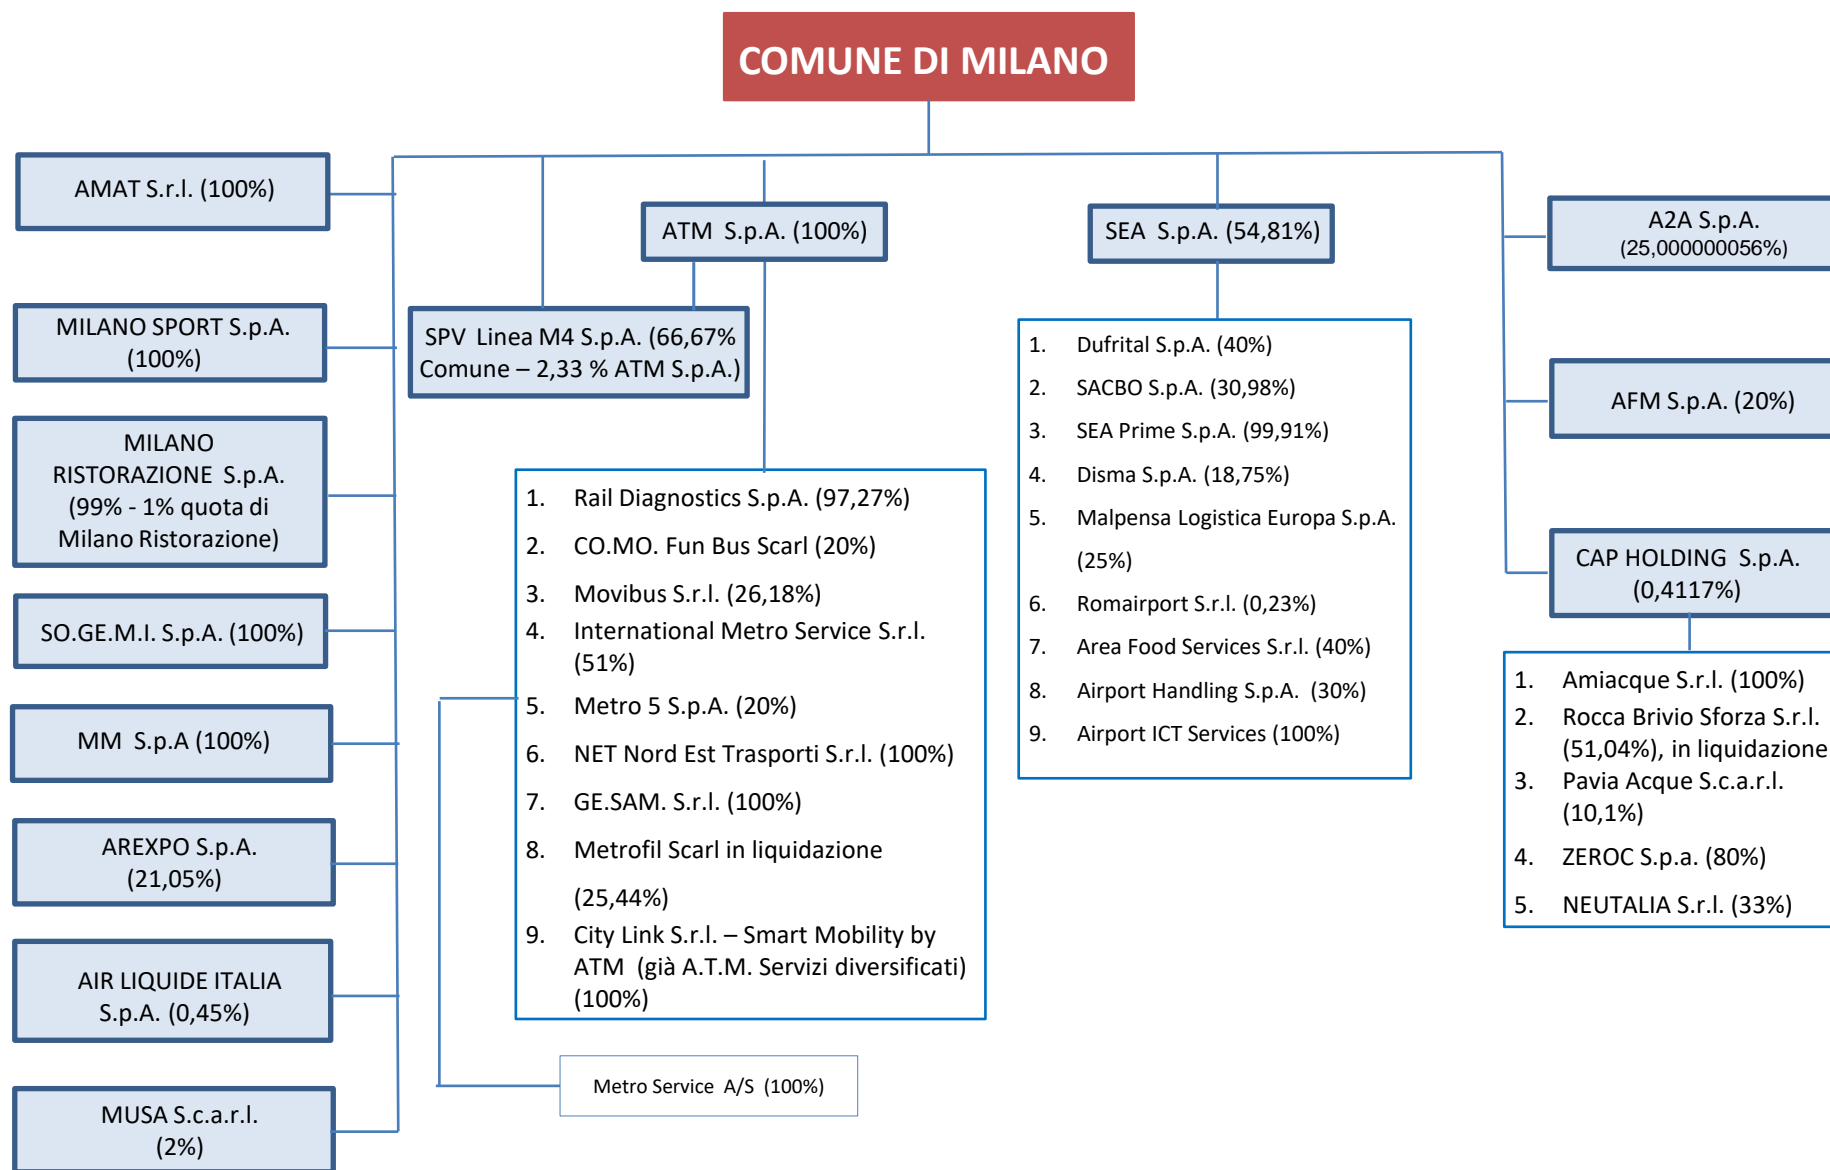 COMUNE DI MILANO
AMAT S.r.l. (100%)
MILANO SPORT S.p.A.
(100%)
MILANO
RISTORAZIONE S.p.A.
(99% - 1% quota di
Milano Ristorazione)
SO.GE.M.I. S.p.A. (100%)
MM S.p.A (100%)
AREXPO S.p.A.
(21,05%)
AIR LIQUIDE ITALIA
S.p.A. (0,45%)
MUSA S.c.a.r.l.
(2%)
ATM S.p.A. (100%)
SPV Linea M4 S.p.A. (66,67%
Comune – 2,33 % ATM S.p.A.)
1. Rail Diagnostics S.p.A. (97,27%)
2. CO.MO. Fun Bus Scarl (20%)
3. Movibus S.r.l. (26,18%)
4. International Metro Service S.r.l.
(51%)
5. Metro 5 S.p.A. (20%)
6. NET Nord Est Trasporti S.r.l. (100%)
7. GE.SAM. S.r.l. (100%)
8. Metrofil Scarl in liquidazione
(25,44%)
9. City Link S.r.l. – Smart Mobility by
ATM (già A.T.M. Servizi diversificati)
(100%)
Metro Service A/S (100%)
SEA S.p.A. (54,81%)
1. Dufrital S.p.A. (40%)
2. SACBO S.p.A. (30,98%)
3. SEA Prime S.p.A. (99,91%)
4. Disma S.p.A. (18,75%)
5. Malpensa Logistica Europa S.p.A.
(25%)
6. Romairport S.r.l. (0,23%)
7. Area Food Services S.r.l. (40%)
8. Airport Handling S.p.A. (30%)
9. Airport ICT Services (100%)
A2A S.p.A.
(25,000000056%)
AFM S.p.A. (20%)
CAP HOLDING S.p.A.
(0,4117%)
1. Amiacque S.r.l. (100%)
2. Rocca Brivio Sforza S.r.l.
(51,04%), in liquidazione
3. Pavia Acque S.c.a.r.l.
(10,1%)
4. ZEROC S.p.a. (80%)
5. NEUTALIA S.r.l. (33%)